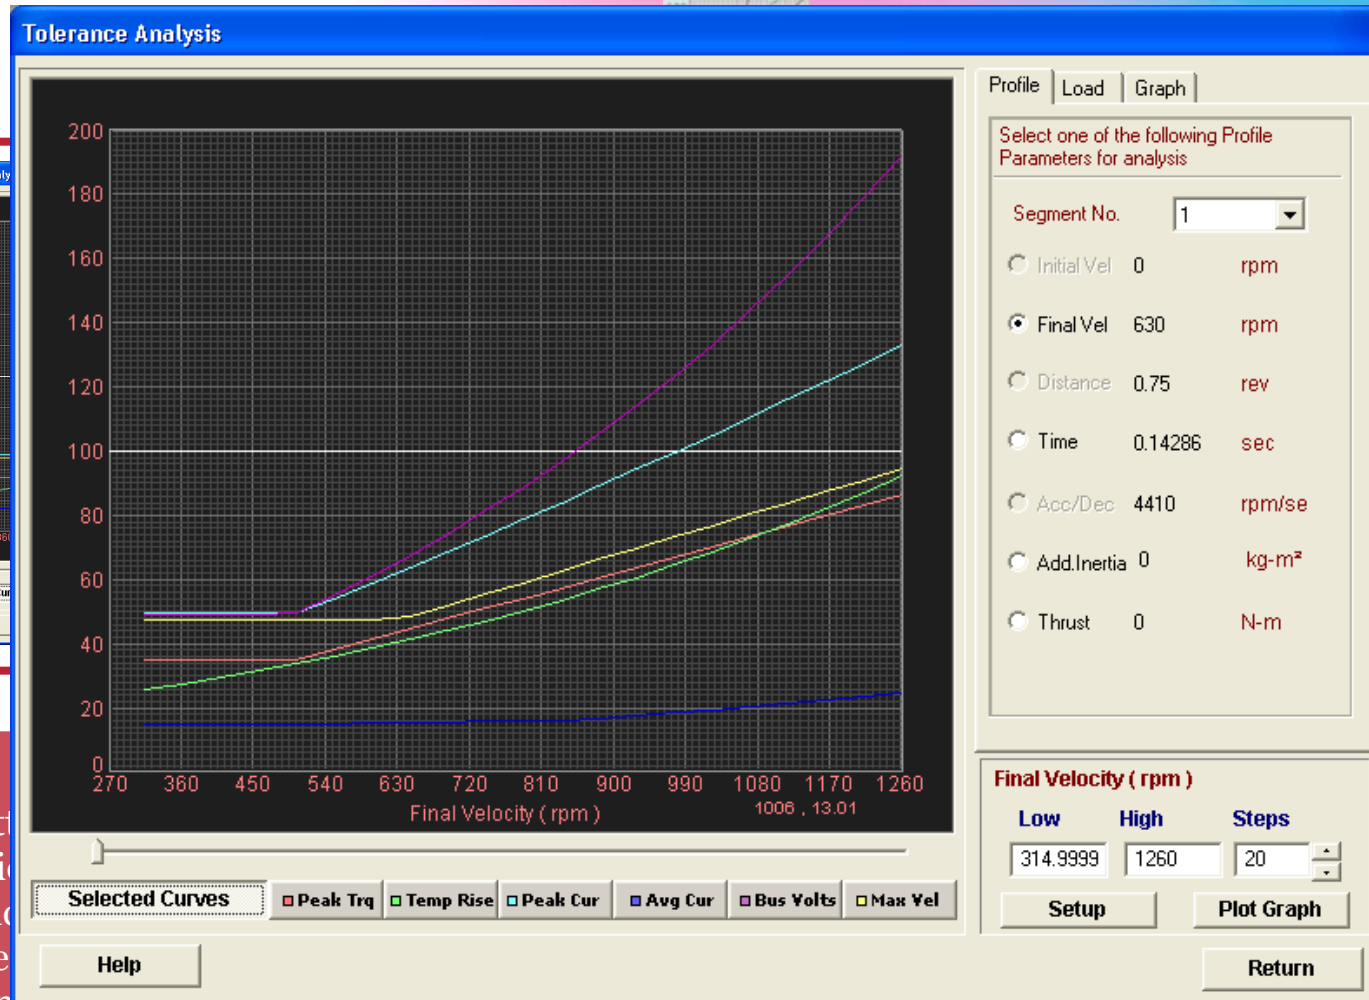 Tolerance Analysis
Profile
Load
Graph
Select one of the following Profile
Parameters for analysis
Segment No. 1
Initial Vel 0 rpm
Final Vel 630 rpm
Distance 0.75 rev
Time 0.14286 sec
Acc/Dec 4410 rpm/se
Add.Inertia 0 kg-m²
Thrust 0 N-m
200
180
160
140
120
100
80
60
40
20
0
270 360 450 540 630 720 810 900 990 1080 1170 1260
Final Velocity ( rpm )
1006 , 13.01
Selected Curves
Peak Trq
Temp Rise
Peak Cur
Avg Cur
Bus Volts
Max Vel
Final Velocity ( rpm )
Low High Steps
314.9999 1260 20
Setup
Plot Graph
Help
Return